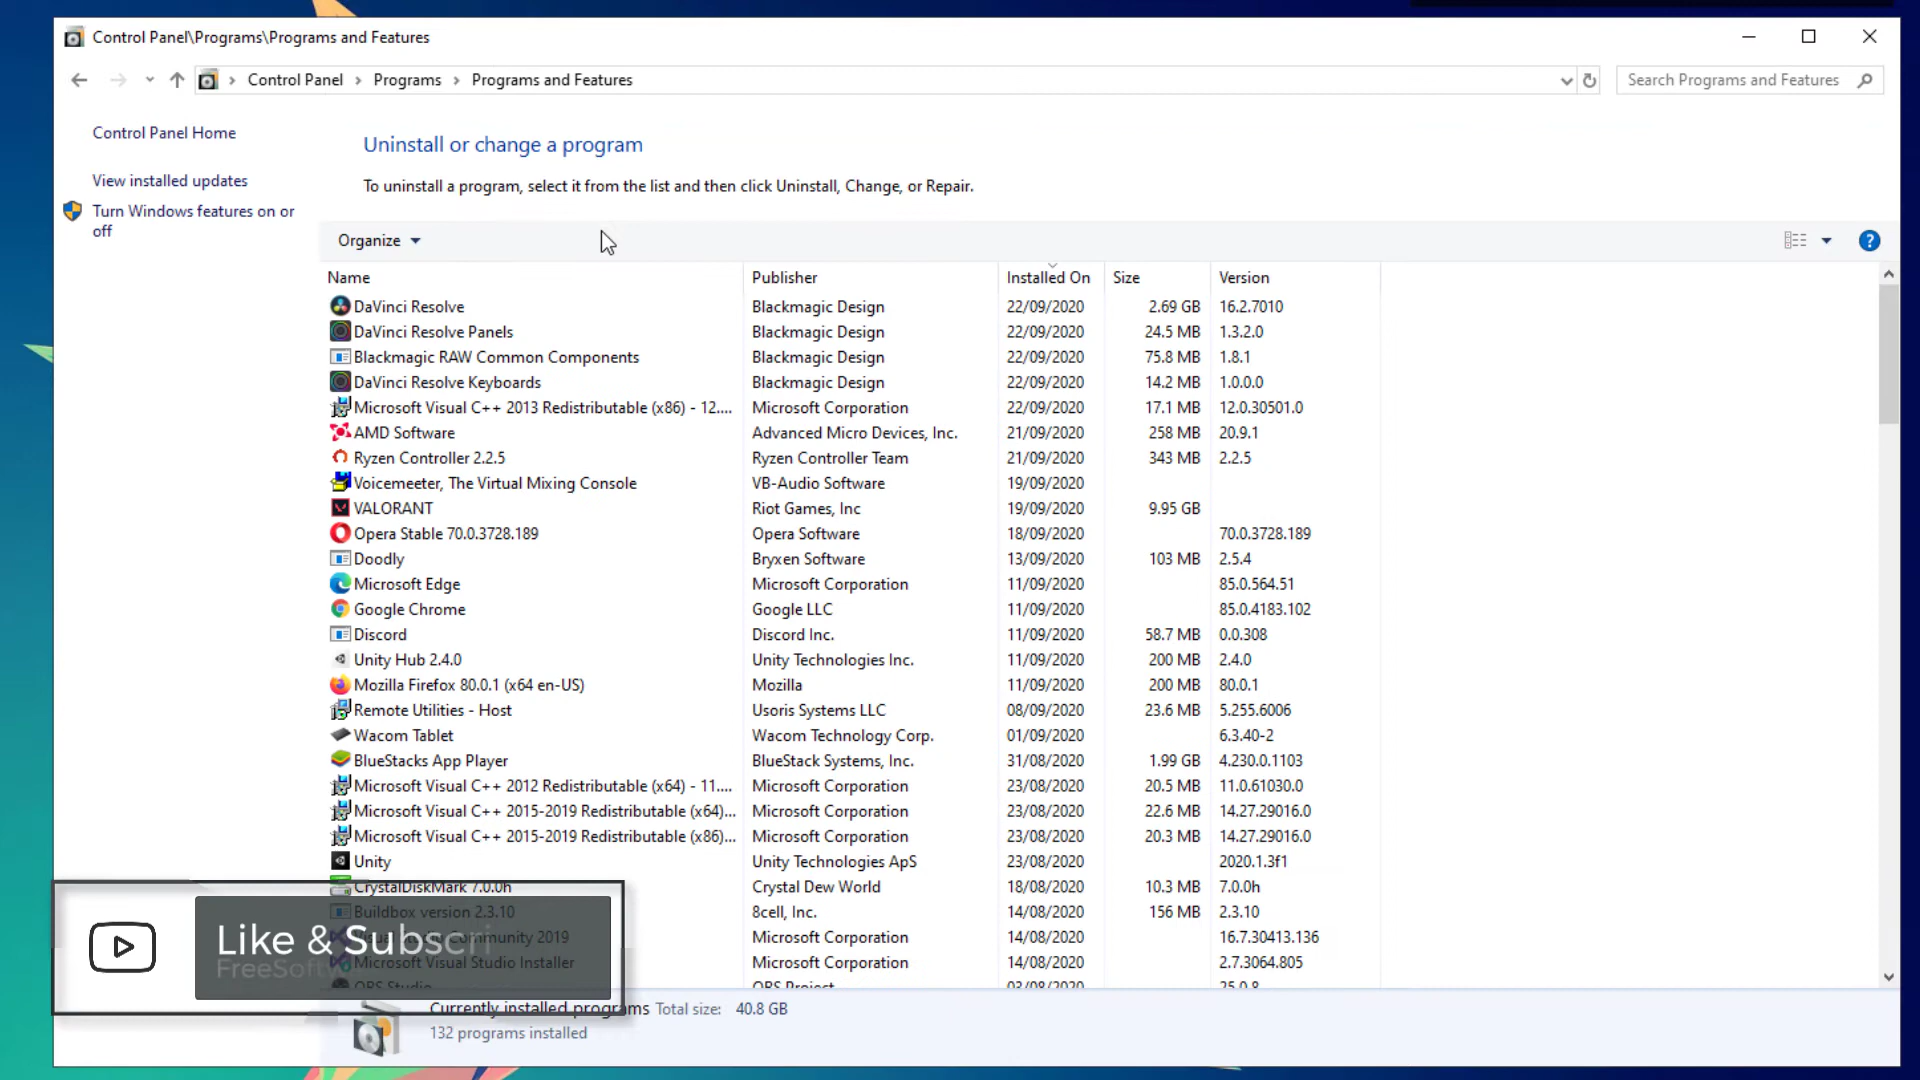 Control Panel\Programs\Programs and Features
Control Panel Programs Programs and Features
Search Programs and Features
Control Panel Home
View installed updates
Turn Windows features on or
off
Uninstall or change a program
To uninstall a program, select it from the list and then click Uninstall, Change, or Repair.
Organize
?
Name Publisher Installed On Size Version
DaVinci Resolve Blackmagic Design 22/09/2020 2.69 GB 16.2.7010
DaVinci Resolve Panels Blackmagic Design 22/09/2020 24.5 MB 1.3.2.0
Blackmagic RAW Common Components Blackmagic Design 22/09/2020 75.8 MB 1.8.1
DaVinci Resolve Keyboards Blackmagic Design 22/09/2020 14.2 MB 1.0.0.0
Microsoft Visual C++ 2013 Redistributable (x86) - 12.... Microsoft Corporation 22/09/2020 17.1 MB 12.0.30501.0
AMD Software Advanced Micro Devices, Inc. 21/09/2020 258 MB 20.9.1
Ryzen Controller 2.2.5 Ryzen Controller Team 21/09/2020 343 MB 2.2.5
Voicemeeter, The Virtual Mixing Console VB-Audio Software 19/09/2020
VALORANT Riot Games, Inc 19/09/2020 9.95 GB
Opera Stable 70.0.3728.189 Opera Software 18/09/2020 70.0.3728.189
Doodly Bryxen Software 13/09/2020 103 MB 2.5.4
Microsoft Edge Microsoft Corporation 11/09/2020 85.0.564.51
Google Chrome Google LLC 11/09/2020 85.0.4183.102
Discord Discord Inc. 11/09/2020 58.7 MB 0.0.308
Unity Hub 2.4.0 Unity Technologies Inc. 11/09/2020 200 MB 2.4.0
Mozilla Firefox 80.0.1 (x64 en-US) Mozilla 11/09/2020 200 MB 80.0.1
Remote Utilities - Host Usoris Systems LLC 08/09/2020 23.6 MB 5.255.6006
Wacom Tablet Wacom Technology Corp. 01/09/2020 6.3.40-2
BlueStacks App Player BlueStack Systems, Inc. 31/08/2020 1.99 GB 4.230.0.1103
Microsoft Visual C++ 2012 Redistributable (x64) - 11.... Microsoft Corporation 23/08/2020 20.5 MB 11.0.61030.0
Microsoft Visual C++ 2015-2019 Redistributable (x64)... Microsoft Corporation 23/08/2020 22.6 MB 14.27.29016.0
Microsoft Visual C++ 2015-2019 Redistributable (x86)... Microsoft Corporation 23/08/2020 20.3 MB 14.27.29016.0
Unity Unity Technologies ApS 23/08/2020 2020.1.3f1
CrystalDiskMark 7.0.0h Crystal Dew World 18/08/2020 10.3 MB 7.0.0h
Buildbox version 2.3.10 8cell, Inc. 14/08/2020 156 MB 2.3.10
Community 2019 Microsoft Corporation 14/08/2020 16.7.30413.136
Microsoft Visual Studio Installer Microsoft Corporation 14/08/2020 2.7.3064.805
OBS Studio OBS Project 03/08/2020 25.0.8
Like & Subscri
FreeSoftw
Currently installed programs Total size: 40.8 GB
132 programs installed